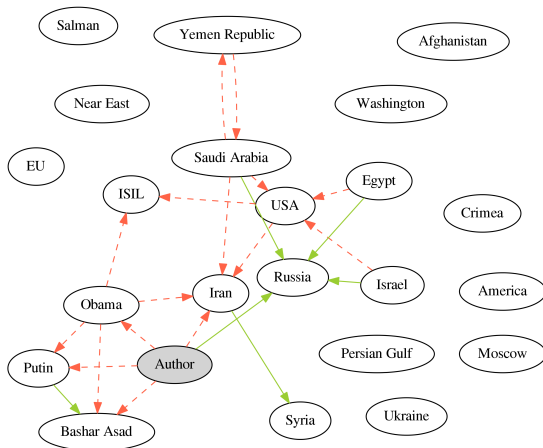 Salman
Yemen Republic
Afghanistan
Near East
Washington
Saudi Arabia
EU
ISIL
USA
Egypt
Crimea
Russia
Israel
Iran
America
Obama
Persian Gulf
Moscow
Putin
Author
Syria
Ukraine
Bashar Asad